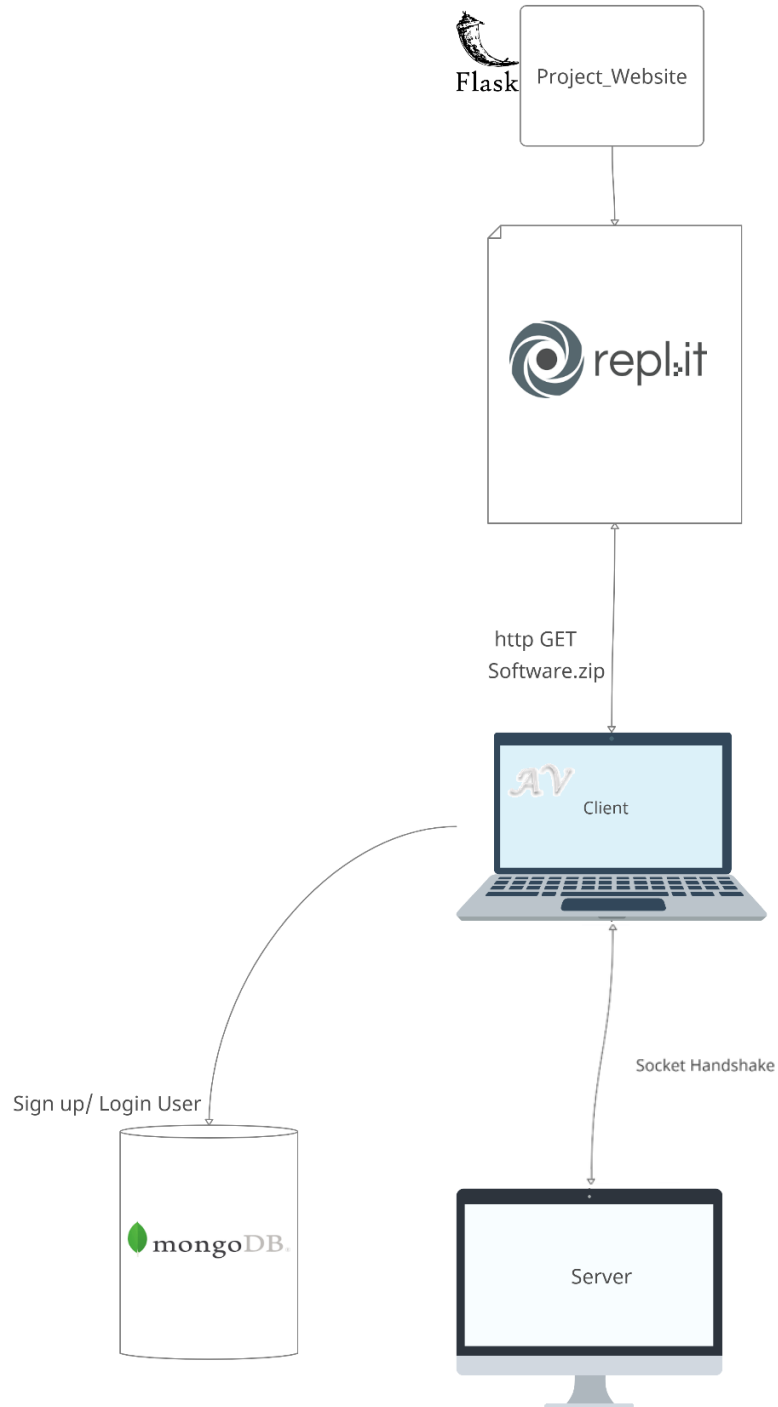 Flask
Project_Website
repl.it
http GET
Software.zip
AV
Client
Socket Handshake
Sign up/ Login User
mongoDB.
Server